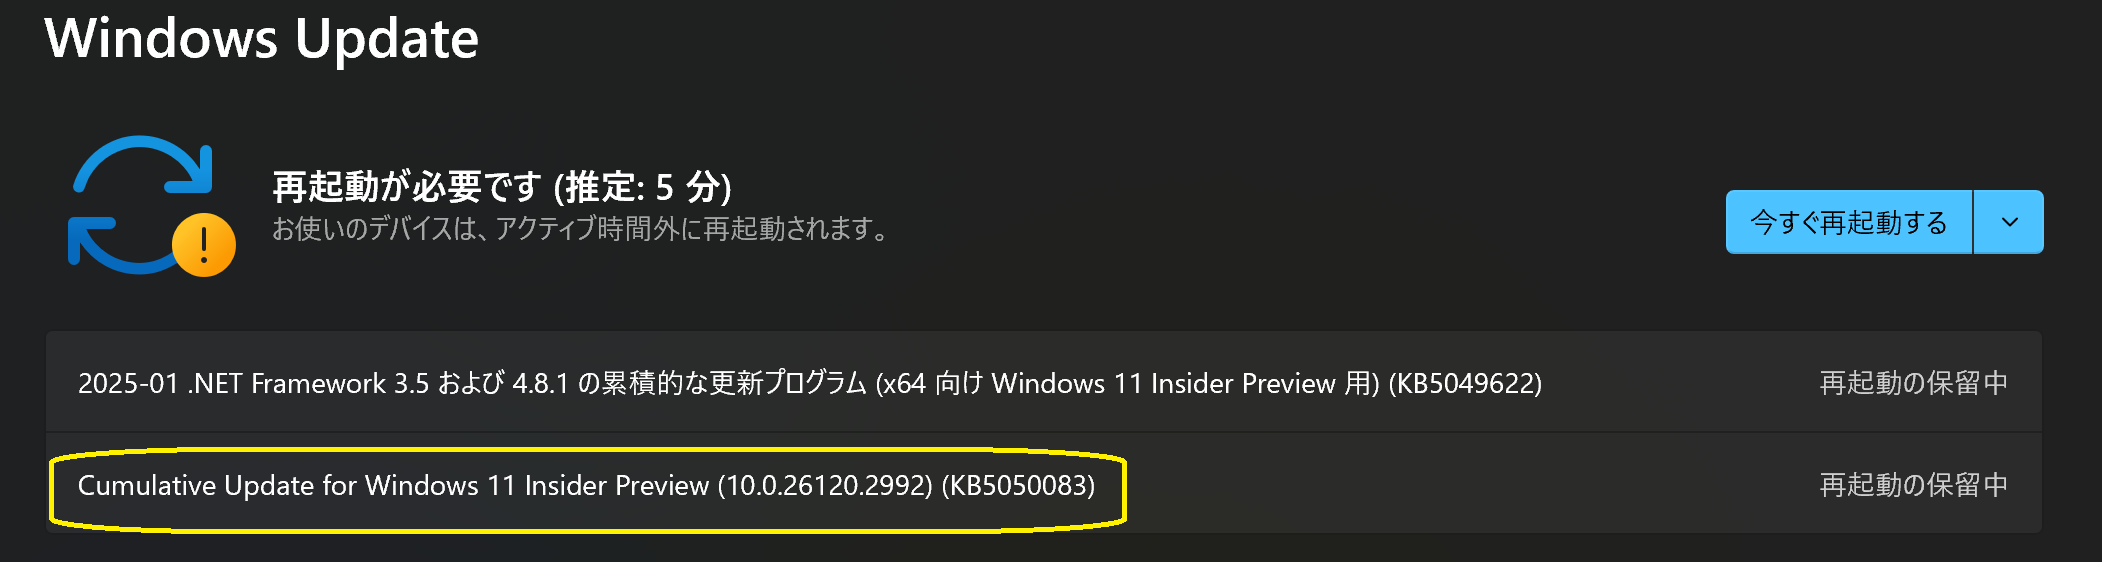 Windows Update
再起動が必要です (推定: 5 分)
お使いのデバイスは、アクティブ時間外に再起動されます。
今すぐ再起動する
2025-01 .NET Framework 3.5 および 4.8.1 の累積的な更新プログラム (x64 向け Windows 11 Insider Preview 用) (KB5049622)
再起動の保留中
Cumulative Update for Windows 11 Insider Preview (10.0.26120.2992) (KB5050083)
再起動の保留中